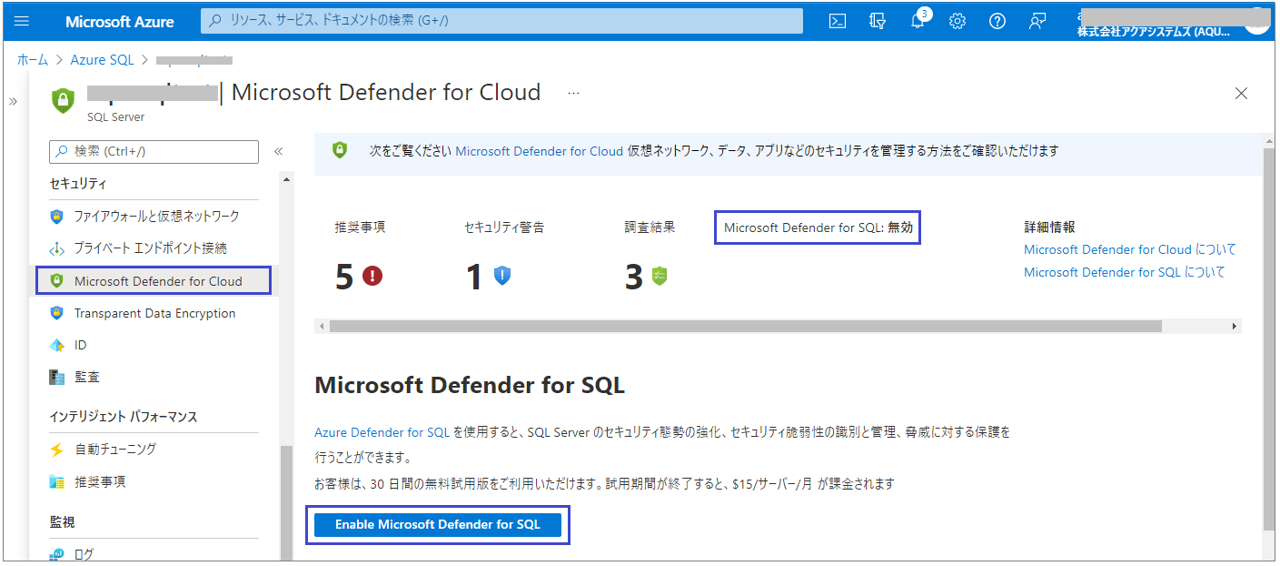 Microsoft Azure
リソース、サービス、ドキュメントの検索 (G+/)
3
株式会社アクアシステムズ (AQU...
ホーム > Azure SQL >
| Microsoft Defender for Cloud ...
SQL Server
検索 (Ctrl+/)
セキュリティ
ファイアウォールと仮想ネットワーク
プライベート エンドポイント接続
Microsoft Defender for Cloud
Transparent Data Encryption
ID
監査
インテリジェント パフォーマンス
自動チューニング
推奨事項
監視
ログ
次をご覧ください Microsoft Defender for Cloud 仮想ネットワーク、データ、アプリなどのセキュリティを管理する方法をご確認いただけます
推奨事項
5
セキュリティ警告
1
調査結果
3
Microsoft Defender for SQL: 無効
詳細情報
Microsoft Defender for Cloud について
Microsoft Defender for SQL について
Microsoft Defender for SQL
Azure Defender for SQL を使用すると、SQL Server のセキュリティ態勢の強化、セキュリティ脆弱性の識別と管理、脅威に対する保護を
行うことができます。
お客様は、30 日間の無料試用版をご利用いただけます。試用期間が終了すると、$15/サーバー/月 が課金されます
Enable Microsoft Defender for SQL